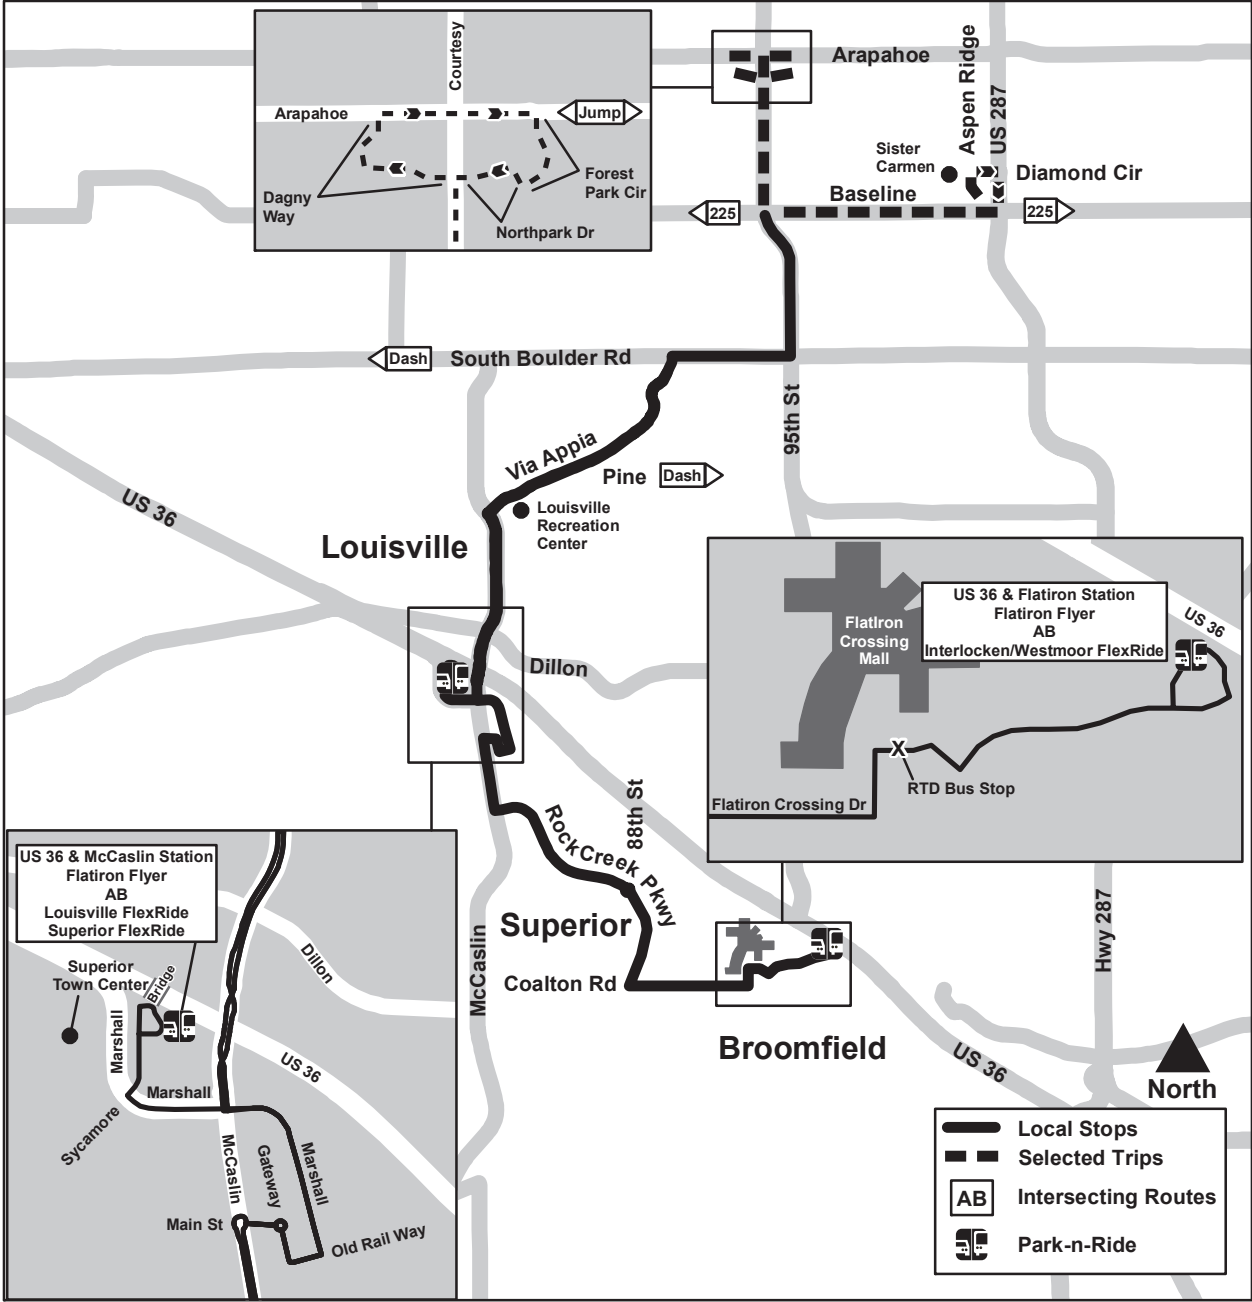 Courtesy
Arapahoe
Jump
Dagny
Way
Forest
Park Cir
Northpark Dr
Arapahoe
Aspen Ridge
US 287
Sister
Carmen
Diamond Cir
Baseline
225
225
Dash
South Boulder Rd
95th St
Via Appia
Pine
Dash
US 36
Louisville
Recreation
Center
Louisville
Dillon
FlatIron
Crossing
Mall
US 36 & Flatiron Station
Flatiron Flyer
AB
Interlocken/Westmoor FlexRide
US 36
X
RTD Bus Stop
Flatiron Crossing Dr
88th St
RockCreek Pkwy
Superior
McCaslin
Coalton Rd
Hwy 287
Broomfield
US 36
US 36 & McCaslin Station
Flatiron Flyer
AB
Louisville FlexRide
Superior FlexRide
Superior
Town Center
Bridge
Dillon
Marshall
US 36
Marshall
Sycamore
McCaslin
Gateway
Marshall
Main St
Old Rail Way
North
Local Stops
Selected Trips
AB Intersecting Routes
Park-n-Ride